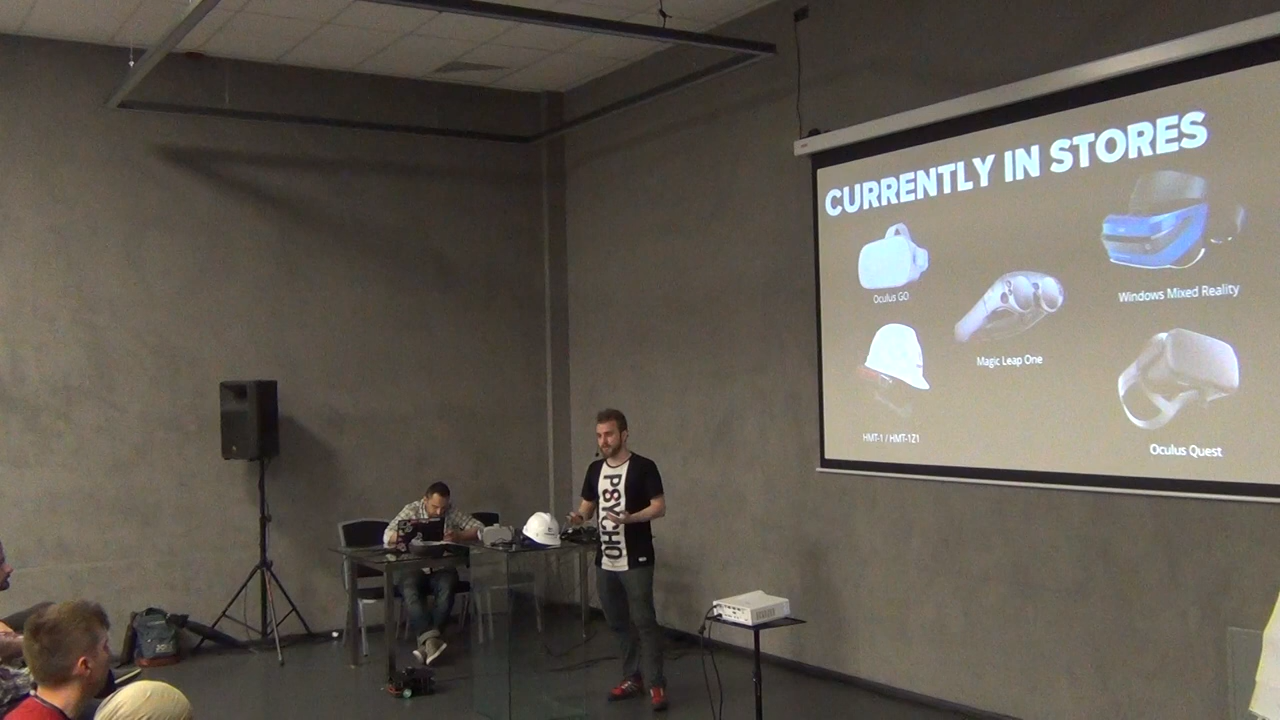 CURRENTLY IN STORES
Oculus GO
Windows Mixed Reality
Magic Leap One
HMT-1 / HMT-1Z1
Oculus Quest
PSYCHO